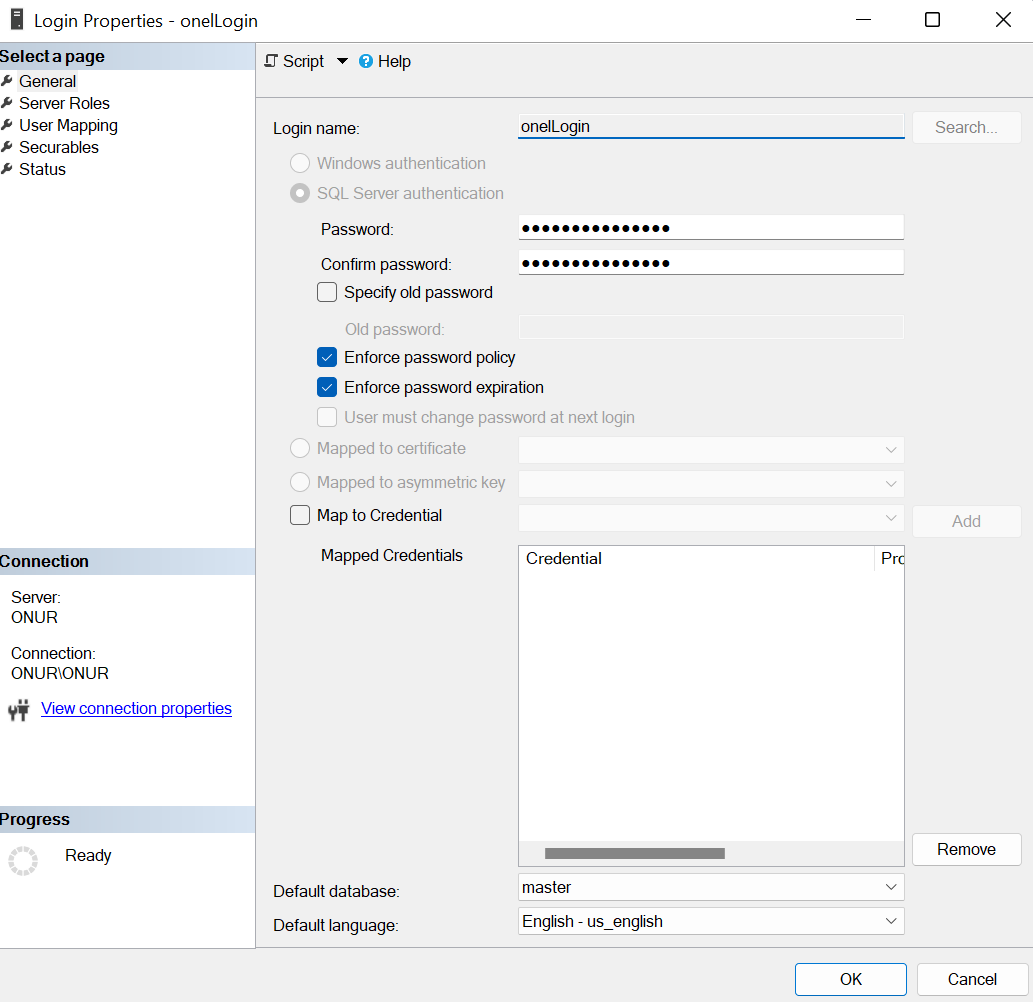 Login Properties - onelLogin
Select a page
General
Server Roles
User Mapping
Securables
Status
Connection
Server:
ONUR
Connection:
ONUR\ONUR
View connection properties
Progress
Ready
Script
Help
Login name:
onelLogin
Search...
Windows authentication
SQL Server authentication
Password:
●●●●●●●●●●●●●●●
Confirm password:
●●●●●●●●●●●●●●●
Specify old password
Old password:
Enforce password policy
Enforce password expiration
User must change password at next login
Mapped to certificate
Mapped to asymmetric key
Map to Credential
Add
Mapped Credentials
Credential
Pro
Remove
Default database:
master
Default language:
English - us_english
OK
Cancel